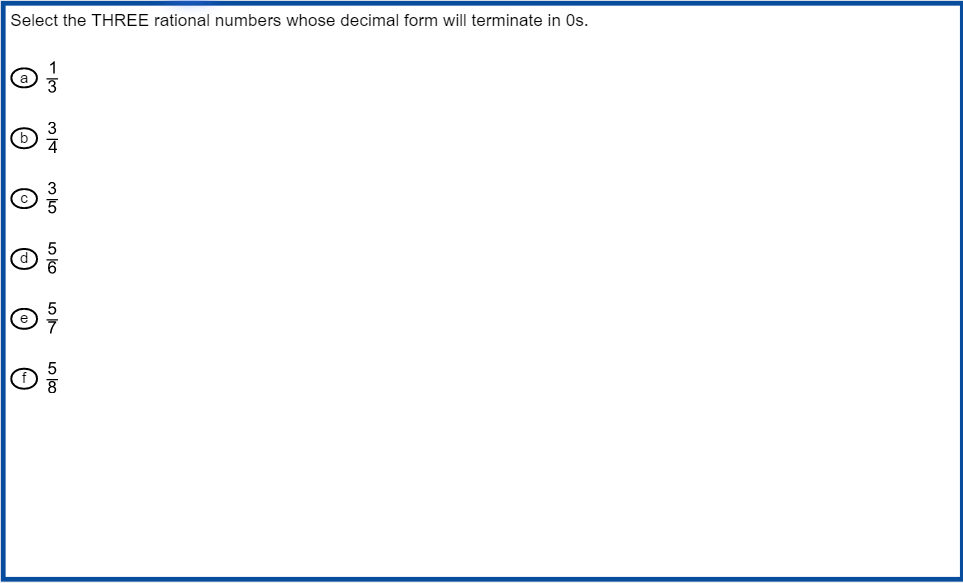 Select the THREE rational numbers whose decimal form will terminate in 0s.
a 1/3
b 3/4
c 3/5
d 5/6
e 5/7
f 5/8